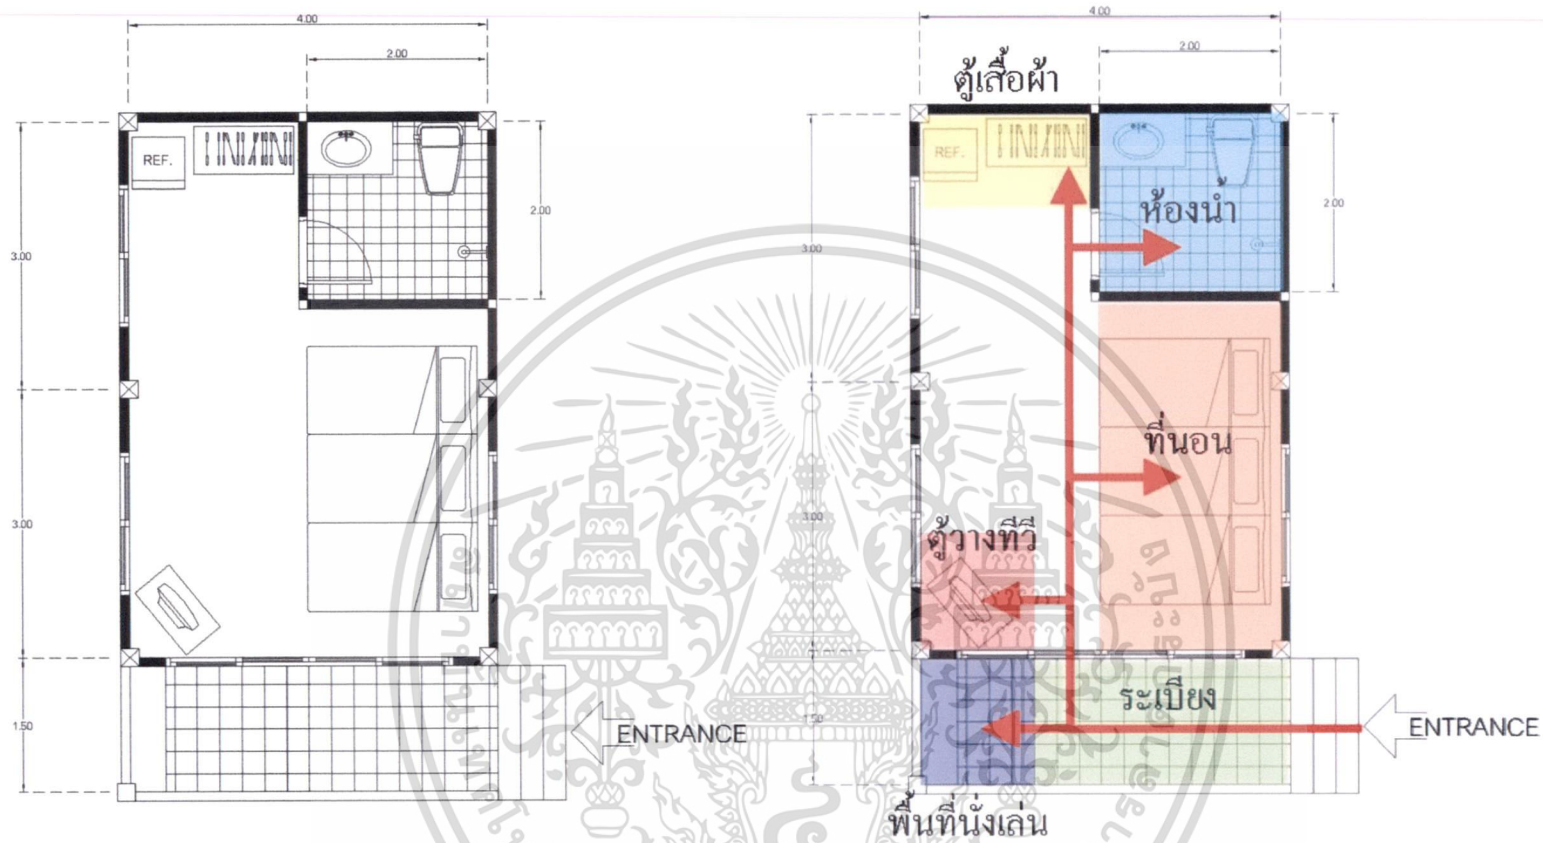 4.00
2.00
REF.
2.00
3.00
3.00
1.50
ENTRANCE
4.00
2.00
ตู้เสื้อผ้า
REF.
ห้องน้ำ
2.00
3.00
ที่นอน
3.00
ตู้วางทีวี
ระเบียง
1.50
ENTRANCE
พื้นที่นั่งเล่น